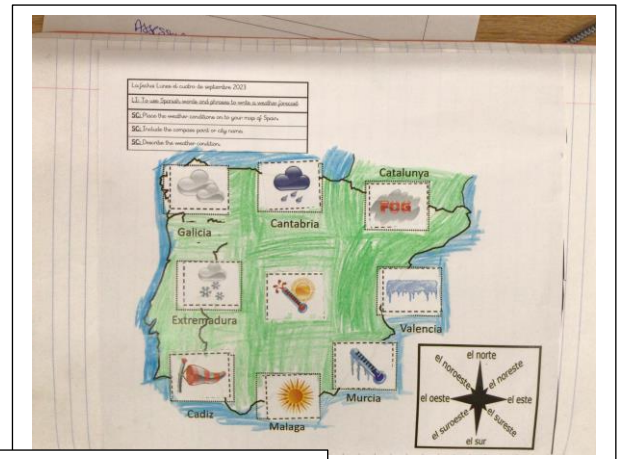 Assess
La fecha: Lunes el cuatro de septiembre 2023
LI: To use Spanish words and phrases to write a weather forecast
SC: Place the weather conditions on to your map of Spain.
SC: Include the compass point or city name.
SC: Describe the weather condition.
Catalunya
FOG
Galicia
Cantabria
Extremadura
Valencia
Murcia
Cadiz
Malaga
el norte
el noroeste
el noreste
el oeste
el este
el suroeste
el sureste
el sur